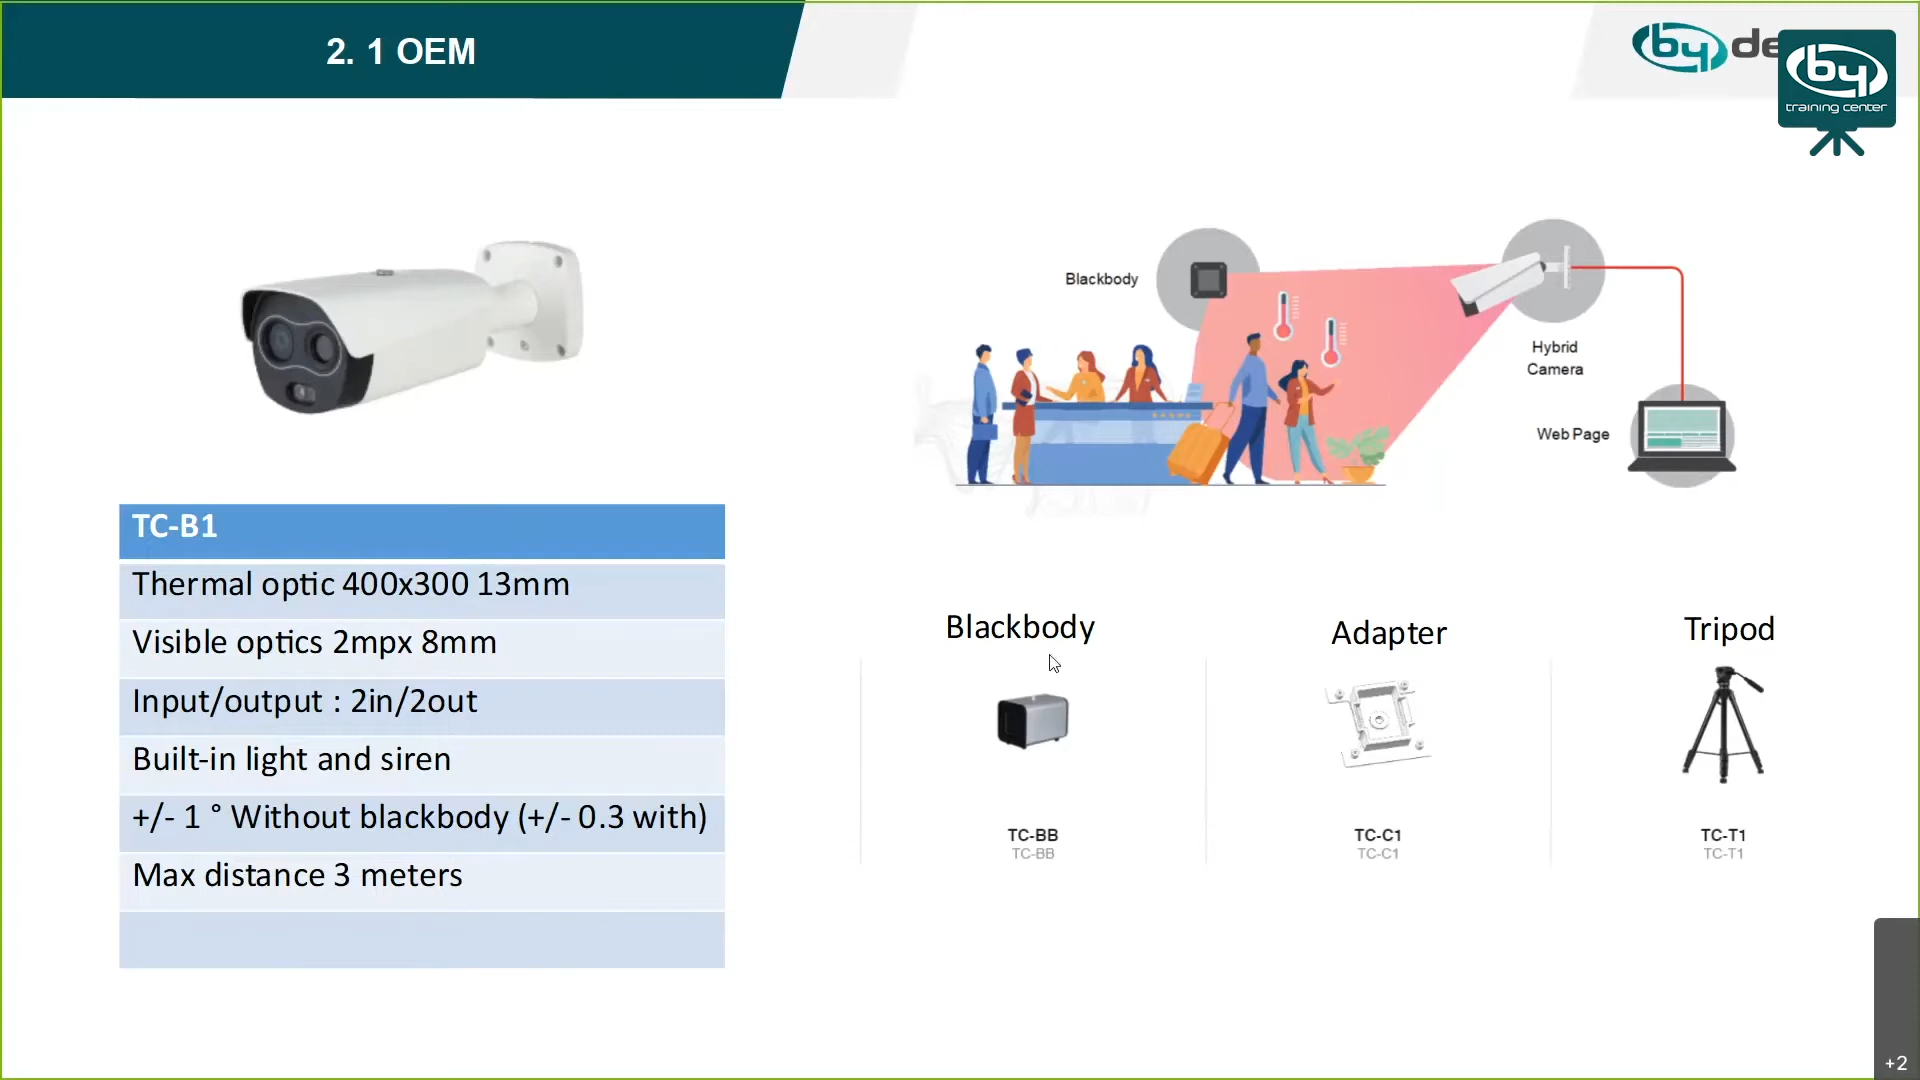 2. 1 OEM
by
by
training center
Blackbody
Hybrid
Camera
Web Page
TC-B1
Thermal optic 400x300 13mm
Visible optics 2mpx 8mm
Input/output : 2in/2out
Built-in light and siren
+/- 1 ° Without blackbody (+/- 0.3 with)
Max distance 3 meters
Blackbody
Adapter
Tripod
TC-BB
TC-BB
TC-C1
TC-C1
TC-T1
TC-T1
+2